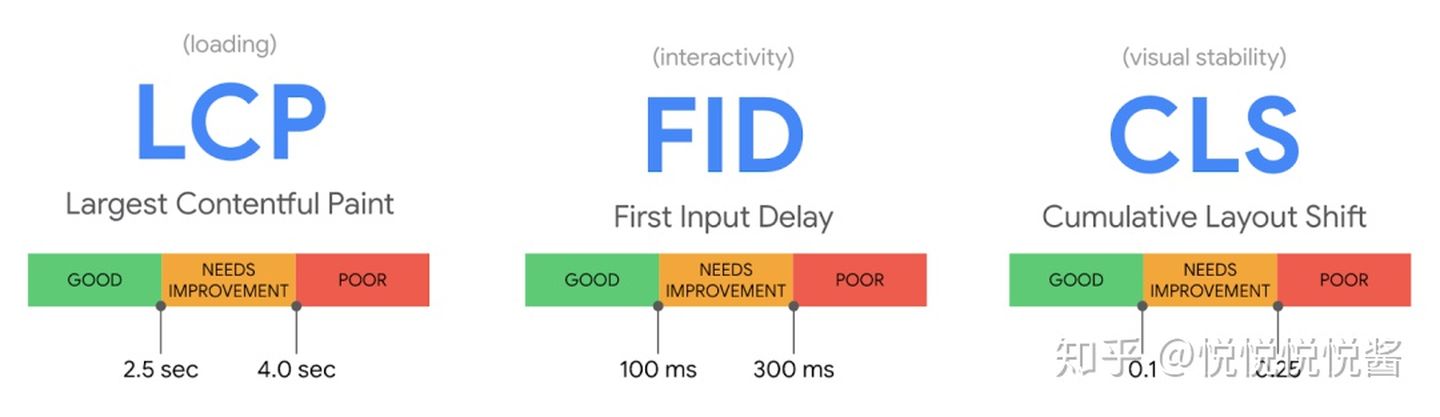 (loading)
LCP
Largest Contentful Paint
GOOD
NEEDS
IMPROVEMENT
POOR
2.5 sec
4.0 sec
(interactivity)
FID
First Input Delay
GOOD
NEEDS
IMPROVEMENT
POOR
100 ms
300 ms
(visual stability)
CLS
Cumulative Layout Shift
GOOD
NEEDS
IMPROVEMENT
POOR
0.1
0.25
知乎 @悦悦悦悦酱